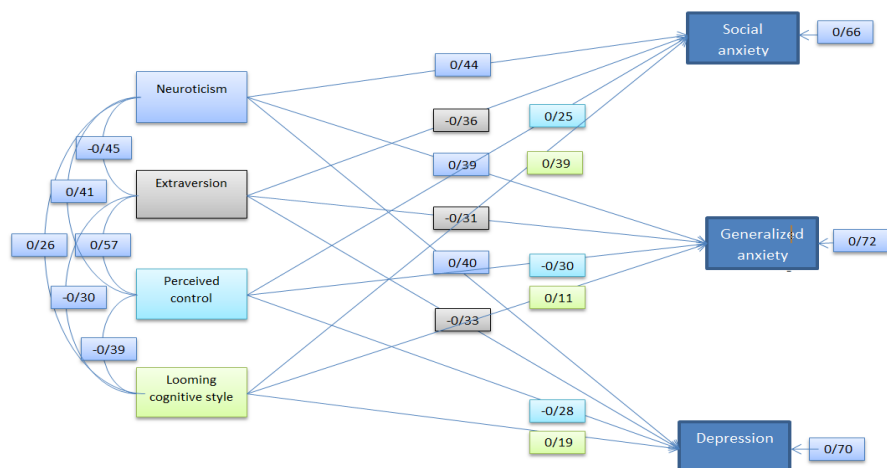 Social
anxiety
0/66
Neuroticism
0/44
-0/36
0/25
-0/45
0/39
0/39
Extraversion
0/41
-0/31
Generalized
anxiety
0/26
0/57
0/72
0/40
-0/30
Perceived
control
-0/30
0/11
-0/33
-0/39
Looming
cognitive style
-0/28
0/19
Depression
0/70